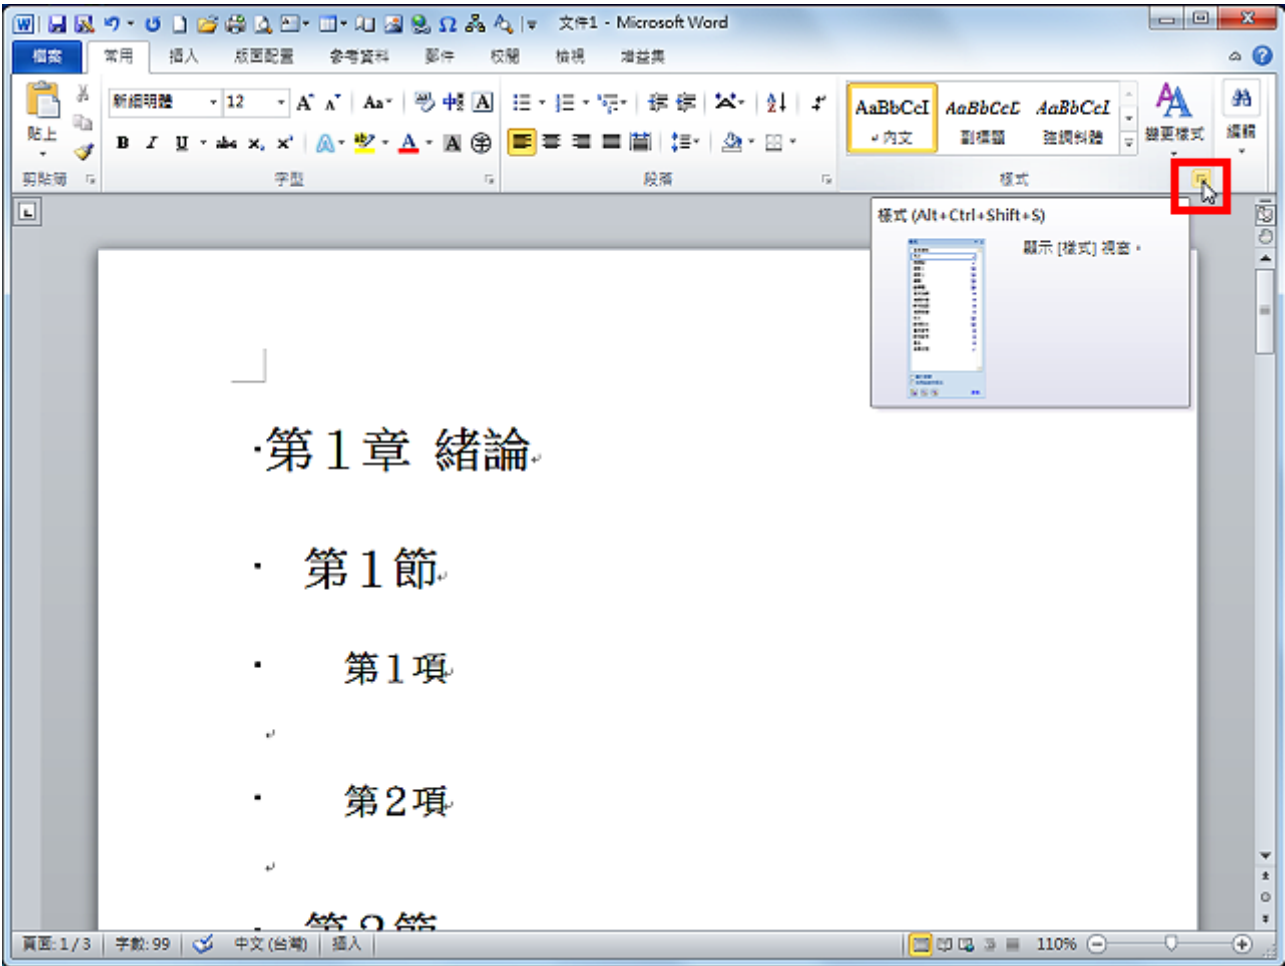 文件1 - Microsoft Word
檔案 常用 插入 版面配置 參考資料 郵件 校閱 檢視 增益集
新細明體 12 AaBbCcI AaBbCcD AaBbCcI
貼上 內文 副標題 強調斜體 變更樣式 編輯
剪貼簿 字型 段落 樣式
樣式 (Alt+Ctrl+Shift+S)
顯示 [樣式] 視窗。
第1章 緒論
第1節
第1項
第2項
第2節
頁面: 1/3 字數: 99 中文 (台灣) 插入 110%